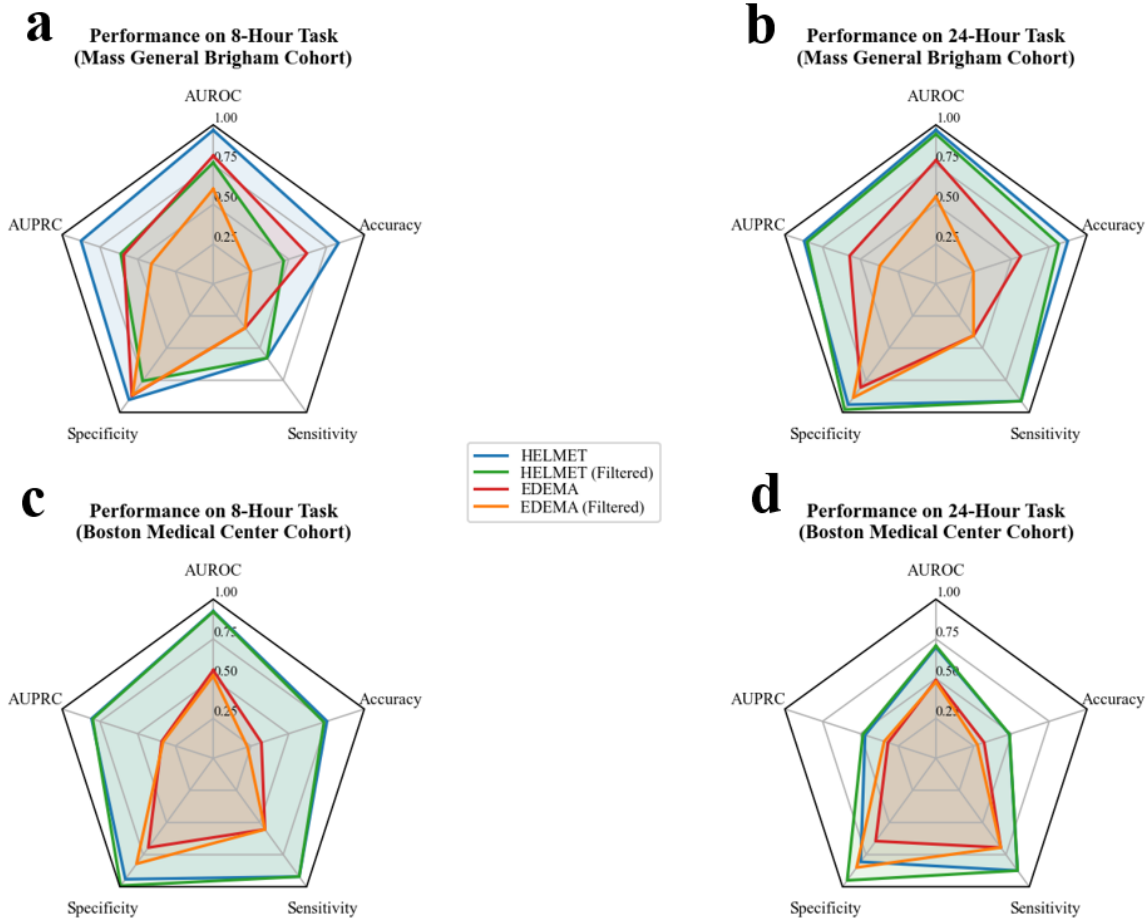 a
Performance on 8-Hour Task
(Mass General Brigham Cohort)
AUROC
1.00
0.75
0.50
0.25
AUPRC
Accuracy
Specificity
Sensitivity
b
Performance on 24-Hour Task
(Mass General Brigham Cohort)
AUROC
1.00
0.75
0.50
0.25
AUPRC
Accuracy
Specificity
Sensitivity
HELMET
HELMET (Filtered)
EDEMA
EDEMA (Filtered)
c
Performance on 8-Hour Task
(Boston Medical Center Cohort)
AUROC
1.00
0.75
0.50
0.25
AUPRC
Accuracy
Specificity
Sensitivity
d
Performance on 24-Hour Task
(Boston Medical Center Cohort)
AUROC
1.00
0.75
0.50
0.25
AUPRC
Accuracy
Specificity
Sensitivity